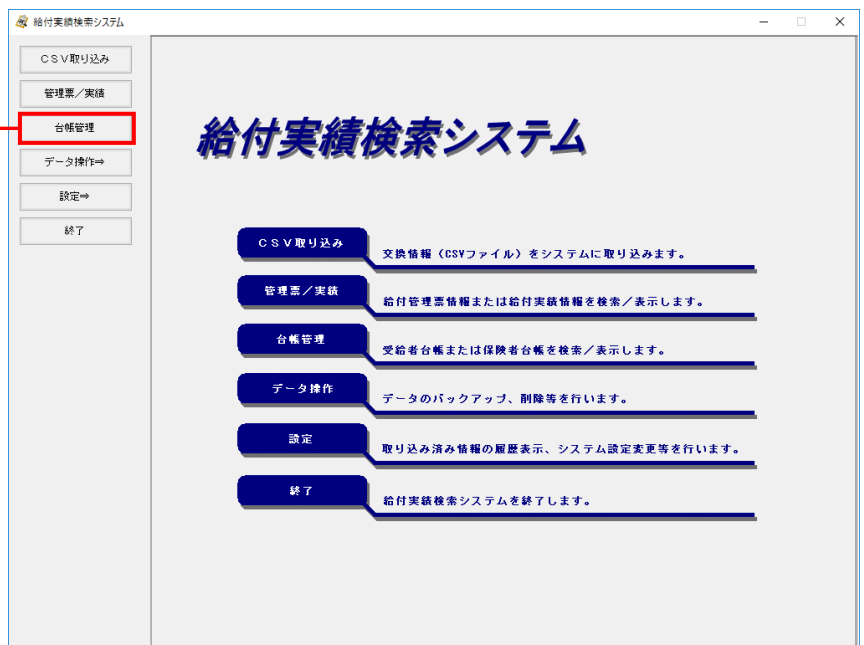 給付実績検索システム
CSV取り込み
管理票／実績
台帳管理
データ操作⇒
設定⇒
終了
給付実績検索システム
CSV取り込み
交換情報（CSVファイル）をシステムに取り込みます。
管理票／実績
給付管理票情報または給付実績情報を検索／表示します。
台帳管理
受給者台帳または保険者台帳を検索／表示します。
データ操作
データのバックアップ、削除等を行います。
設定
取り込み済み情報の履歴表示、システム設定変更等を行います。
終了
給付実績検索システムを終了します。